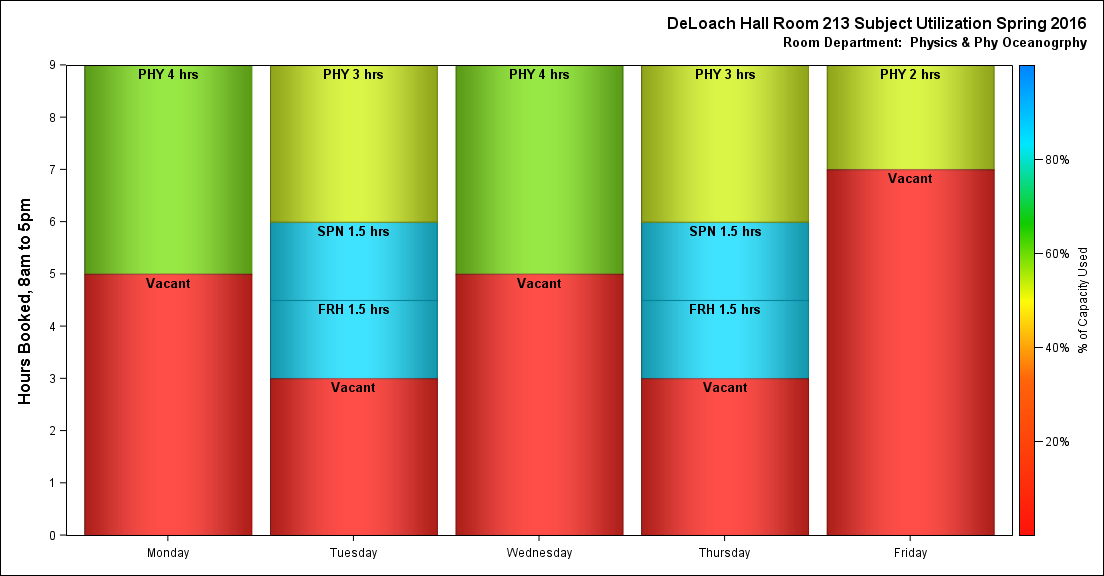 DeLoach Hall Room 213 Subject Utilization Spring 2016
Room Department:  Physics & Phy Oceanogrphy
Hours Booked, 8am to 5pm
9
8
7
6
5
4
3
2
1
0
PHY 4 hrs
Vacant
PHY 3 hrs
SPN 1.5 hrs
FRH 1.5 hrs
Vacant
PHY 4 hrs
Vacant
PHY 3 hrs
SPN 1.5 hrs
FRH 1.5 hrs
Vacant
PHY 2 hrs
Vacant
Monday
Tuesday
Wednesday
Thursday
Friday
80%
60%
40%
20%
% of Capacity Used